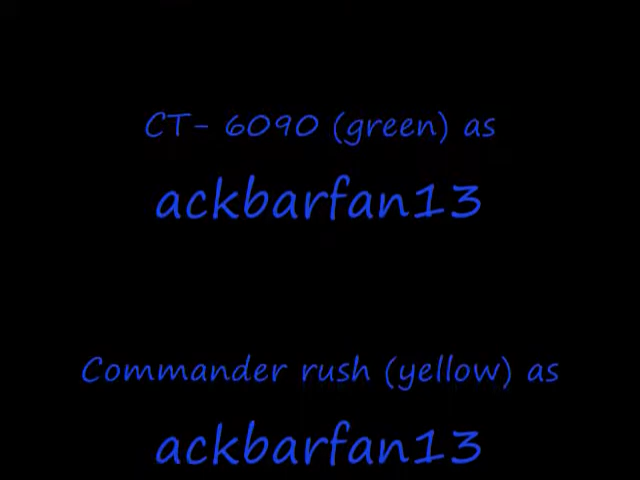 CT- 6090 (green) as
ackbarfan13
Commander rush (yellow) as
ackbarfan13